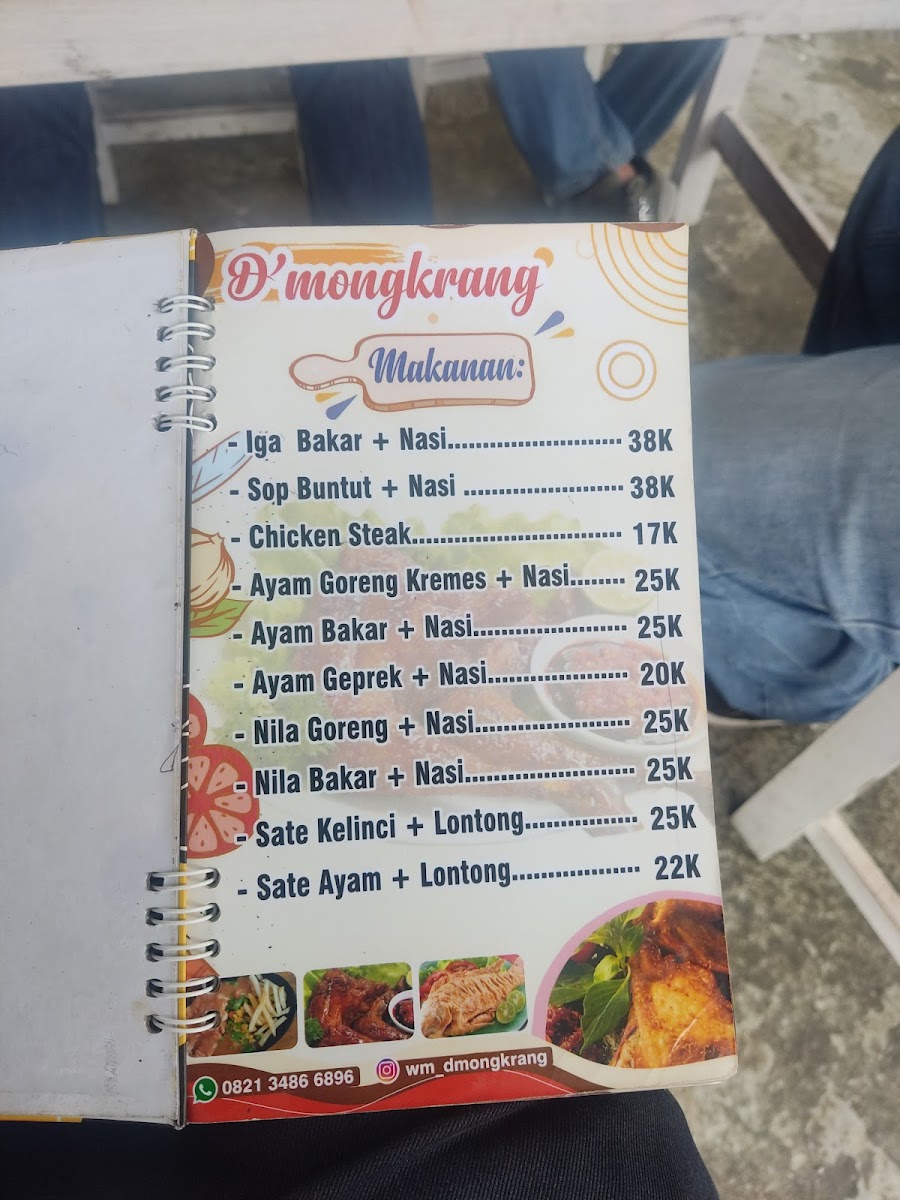 D'mongkrang
Makanan:
- Iga Bakar + Nasi......................... 38K
- Sop Buntut + Nasi ....................... 38K
- Chicken Steak.............................. 17K
- Ayam Goreng Kremes + Nasi........ 25K
- Ayam Bakar + Nasi...................... 25K
- Ayam Geprek + Nasi.................... 20K
- Nila Goreng + Nasi...................... 25K
- Nila Bakar + Nasi........................ 25K
- Sate Kelinci + Lontong................ 25K
- Sate Ayam + Lontong.................. 22K
0821 3486 6896 wm_dmongkrang